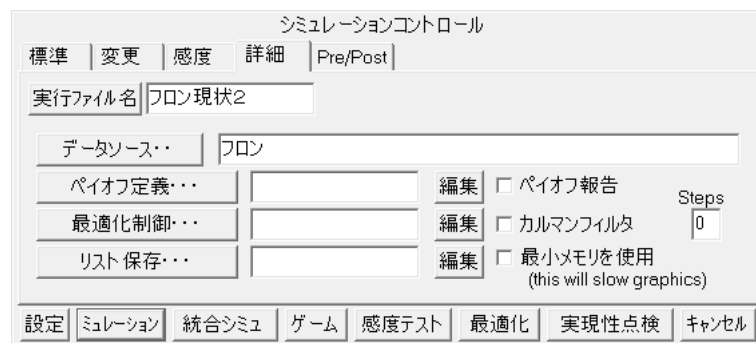 シミュレーションコントロール
標準 変更 感度 詳細 Pre/Post
実行ファイル名 フロン現状2
データソース・・ フロン
ペイオフ定義・・・ 編集 ペイオフ報告
Steps
最適化制御・・・ 編集 カルマンフィルタ 0
リスト保存・・・ 編集 最小メモリを使用
(this will slow graphics)
設定 ミュレーション 統合シミュ ゲーム 感度テスト 最適化 実現性点検 キャンセル